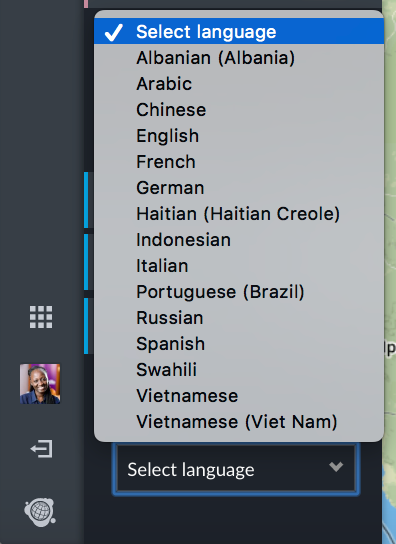 Select language
Albanian (Albania)
Arabic
Chinese
English
French
German
Haitian (Haitian Creole)
Indonesian
Italian
Portuguese (Brazil)
Russian
Spanish
Swahili
Vietnamese
Vietnamese (Viet Nam)
Select language